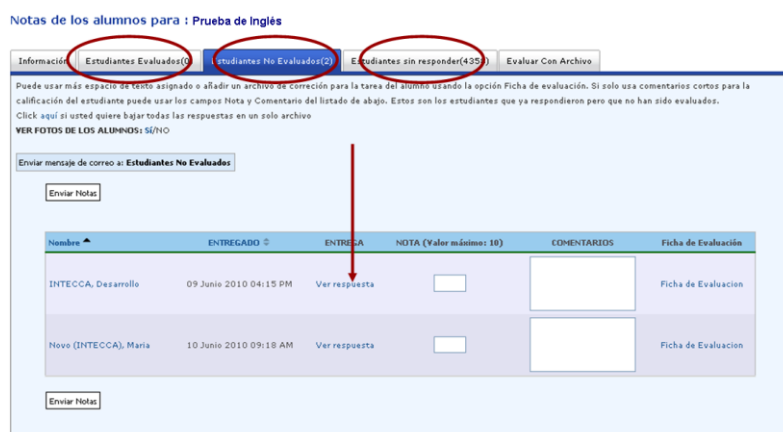 Notas de los alumnos para : Prueba de Inglés
Información Estudiantes Evaluados(0) Estudiantes No Evaluados(2) Estudiantes sin responder(435 Evaluar Con Archivo
Puede usar más espacio de texto asignado o añadir un archivo de correción para la tarea del alumno usando la opción Ficha de evaluación. Si solo usa comentarios cortos para la
calificación del estudiante puede usar los campos Nota y Comentario del listado de abajo. Estos son los estudiantes que ya respondieron pero que no han sido evaluados.
Click aquí si usted quiere bajar todas las respuestas en un solo archivo
VER FOTOS DE LOS ALUMNOS: Sí/NO
Enviar mensaje de correo a: Estudiantes No Evaluados
Enviar Notas
Nombre ENTREGADO ENTREGA NOTA (Valor máximo: 10) COMENTARIOS Ficha de Evaluación
INTECCA, Desarrollo 09 Junio 2010 04:15 PM Ver respuesta Ficha de Evaluacion
Novo (INTECCA), Maria 10 Junio 2010 09:18 AM Ver respuesta Ficha de Evaluacion
Enviar Notas